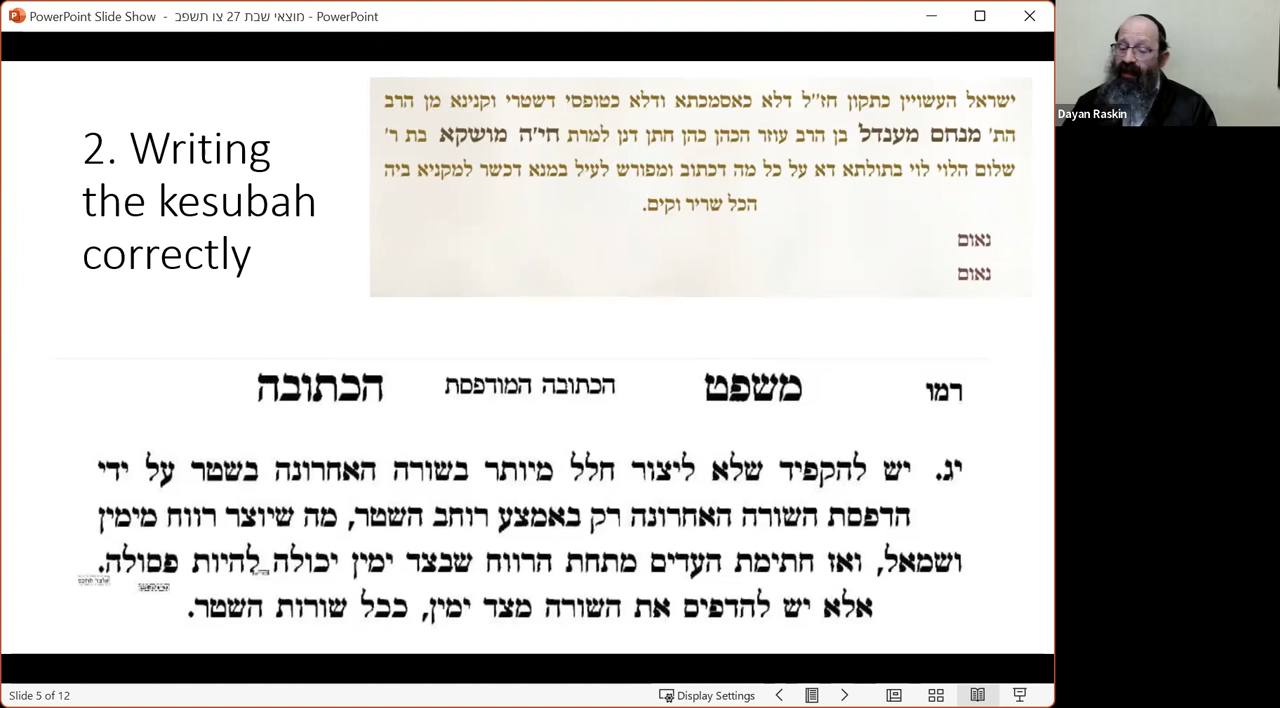 PowerPoint Slide Show - מוצאי שבת 27 צו תשפב - PowerPoint
Dayan Raskin
2. Writing
the kesubah
correctly
ישראל העשויין כתקון חז״ל דלא כאסמכתא ודלא כטופסי דשטרי וקנינא מן הרב
הת׳ מנחם מענדל בן הרב עוזר הכהן כהן חתן דנן למרת חי׳ה מושקא בת ר׳
שלום הלוי לוי בתולתא דא על כל מה דכתוב ומפורש לעיל במנא דכשר למקניא ביה
הכל שריר וקים.
נאום
נאום
רמו משפט הכתובה המודפסת הכתובה
יג. יש להקפיד שלא ליצור חלל מיותר בשורה האחרונה בשטר על ידי
הדפסת השורה האחרונה רק באמצע רוחב השטר, מה שיוצר רווח מימין
ושמאל, ואז חתימת העדים מתחת הרווח שבצד ימין יכולה להיות פסולה.
אלא יש להדפיס את השורה מצד ימין, ככל שורות השטר.
Slide 5 of 12
Display Settings